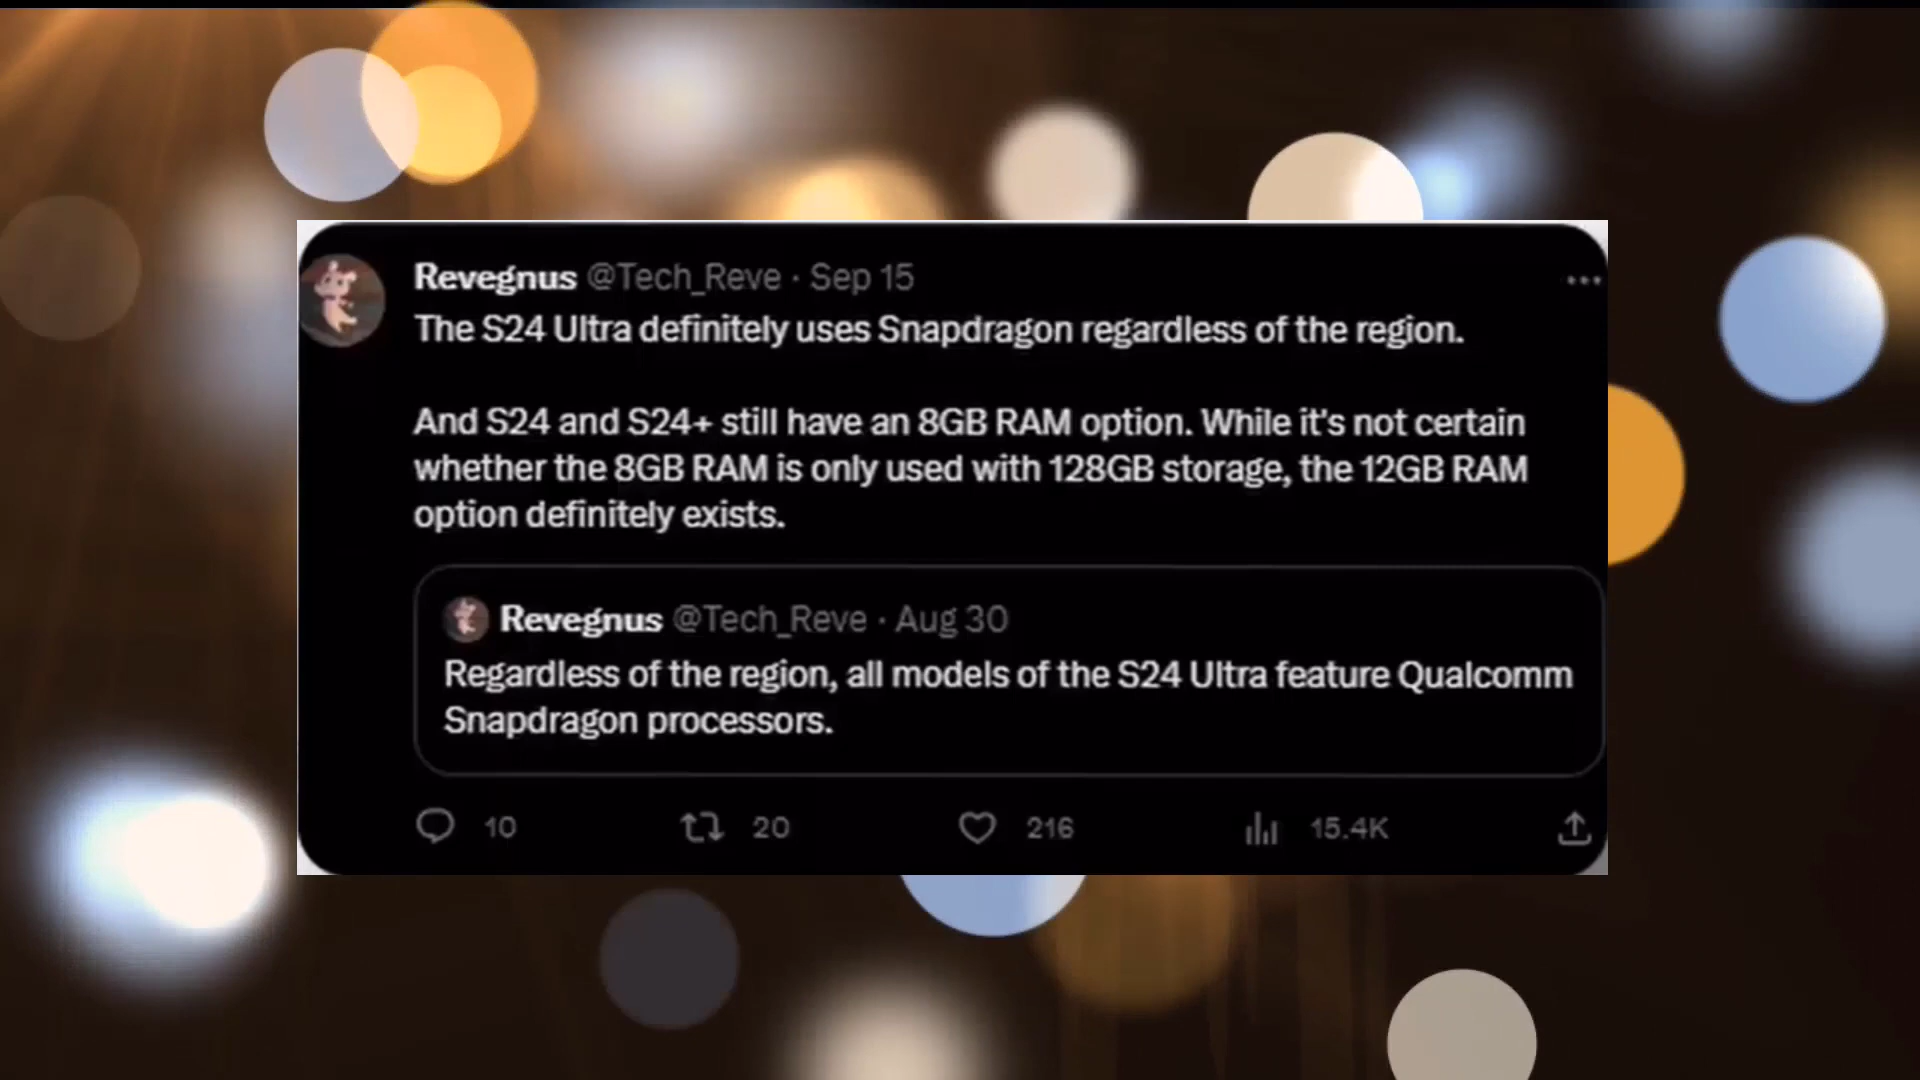 Revegnus @Tech_Reve · Sep 15
The S24 Ultra definitely uses Snapdragon regardless of the region.
And S24 and S24+ still have an 8GB RAM option. While it's not certain
whether the 8GB RAM is only used with 128GB storage, the 12GB RAM
option definitely exists.
Revegnus @Tech_Reve · Aug 30
Regardless of the region, all models of the S24 Ultra feature Qualcomm
Snapdragon processors.
10 20 216 15.4K